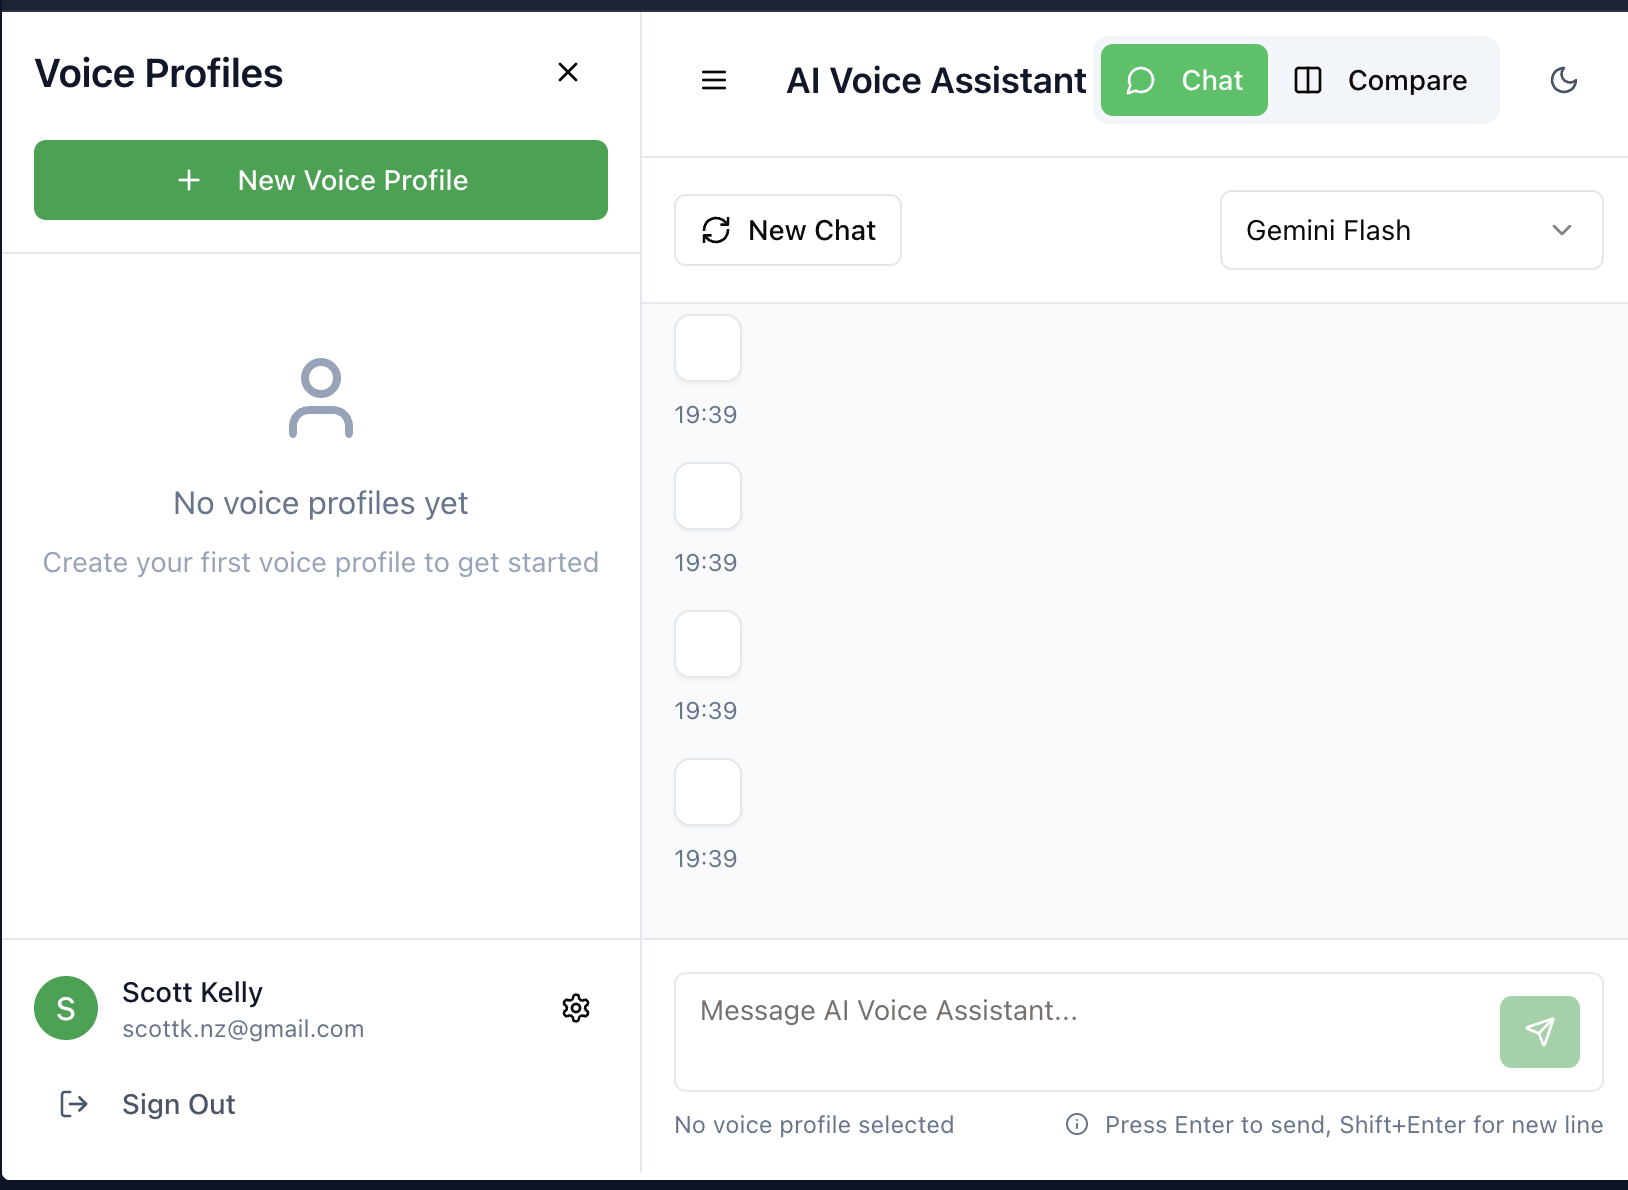 Voice Profiles
New Voice Profile
No voice profiles yet
Create your first voice profile to get started
S
Scott Kelly
scottk.nz@gmail.com
Sign Out
AI Voice Assistant
Chat
Compare
New Chat
Gemini Flash
19:39
19:39
19:39
19:39
Message AI Voice Assistant...
No voice profile selected
Press Enter to send, Shift+Enter for new line